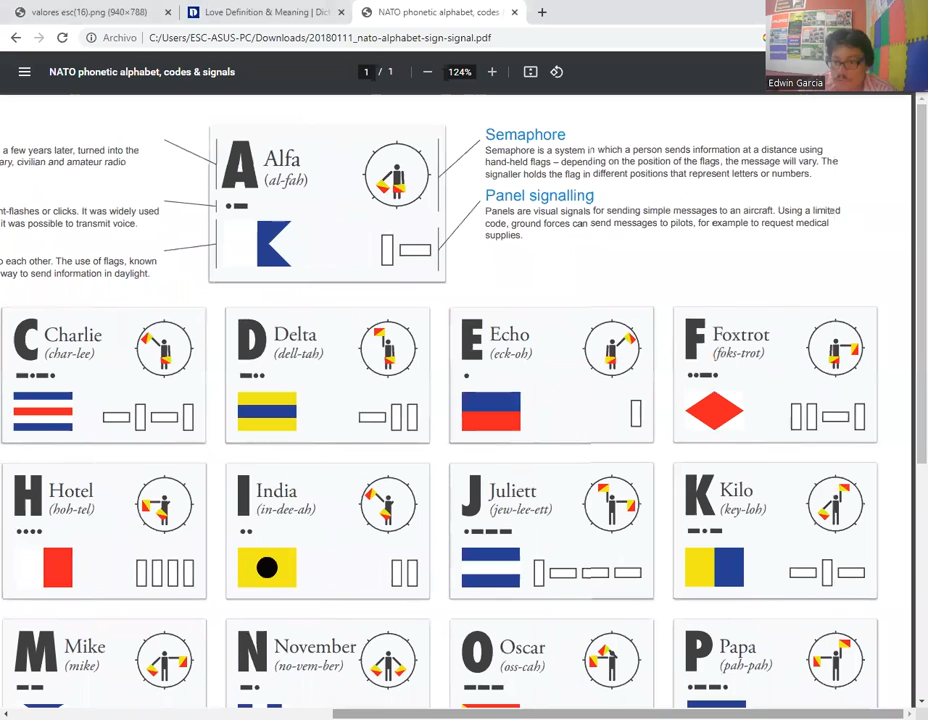 valores esc(16).png (940×788)
Love Definition & Meaning | Dict
NATO phonetic alphabet, codes
Archivo
C:/Users/ESC-ASUS-PC/Downloads/20180111_nato-alphabet-sign-signal.pdf
NATO phonetic alphabet, codes & signals
1 / 1
124%
Edwin Garcia
a few years later, turned into the
ary, civilian and amateur radio
nt-flashes or clicks. It was widely used
it was possible to transmit voice.
o each other. The use of flags, known
way to send information in daylight.
A Alfa
(al-fah)
Semaphore
Semaphore is a system in which a person sends information at a distance using
hand-held flags – depending on the position of the flags, the message will vary. The
signaller holds the flag in different positions that represent letters or numbers.
Panel signalling
Panels are visual signals for sending simple messages to an aircraft. Using a limited
code, ground forces can send messages to pilots, for example to request medical
supplies.
C Charlie
(char-lee)
D Delta
(dell-tah)
E Echo
(eck-oh)
F Foxtrot
(foks-trot)
H Hotel
(hoh-tel)
I India
(in-dee-ah)
J Juliett
(jew-lee-ett)
K Kilo
(key-loh)
M Mike
(mike)
N November
(no-vem-ber)
O Oscar
(oss-cah)
P Papa
(pah-pah)